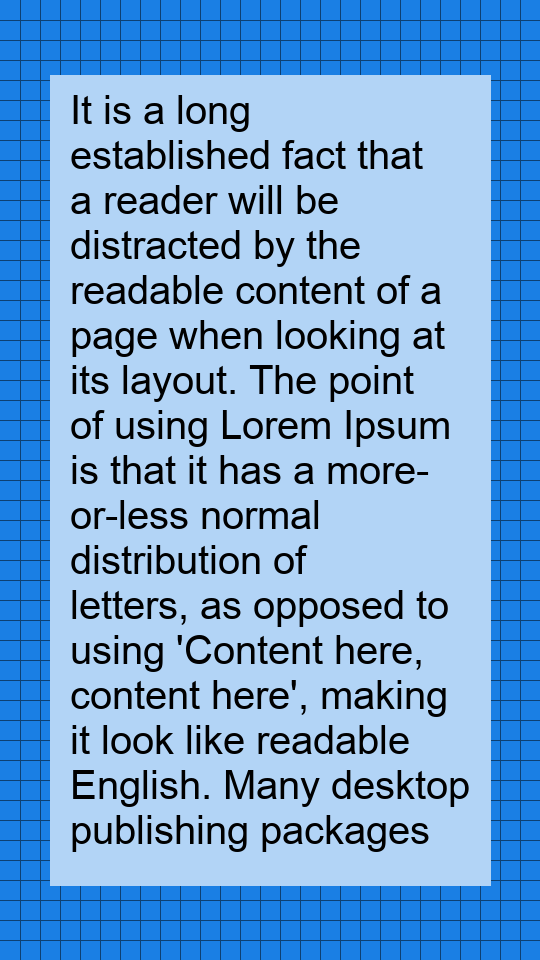 It is a long
established fact that
a reader will be
distracted by the
readable content of a
page when looking at
its layout. The point
of using Lorem Ipsum
is that it has a more-
or-less normal
distribution of
letters, as opposed to
using 'Content here,
content here', making
it look like readable
English. Many desktop
publishing packages